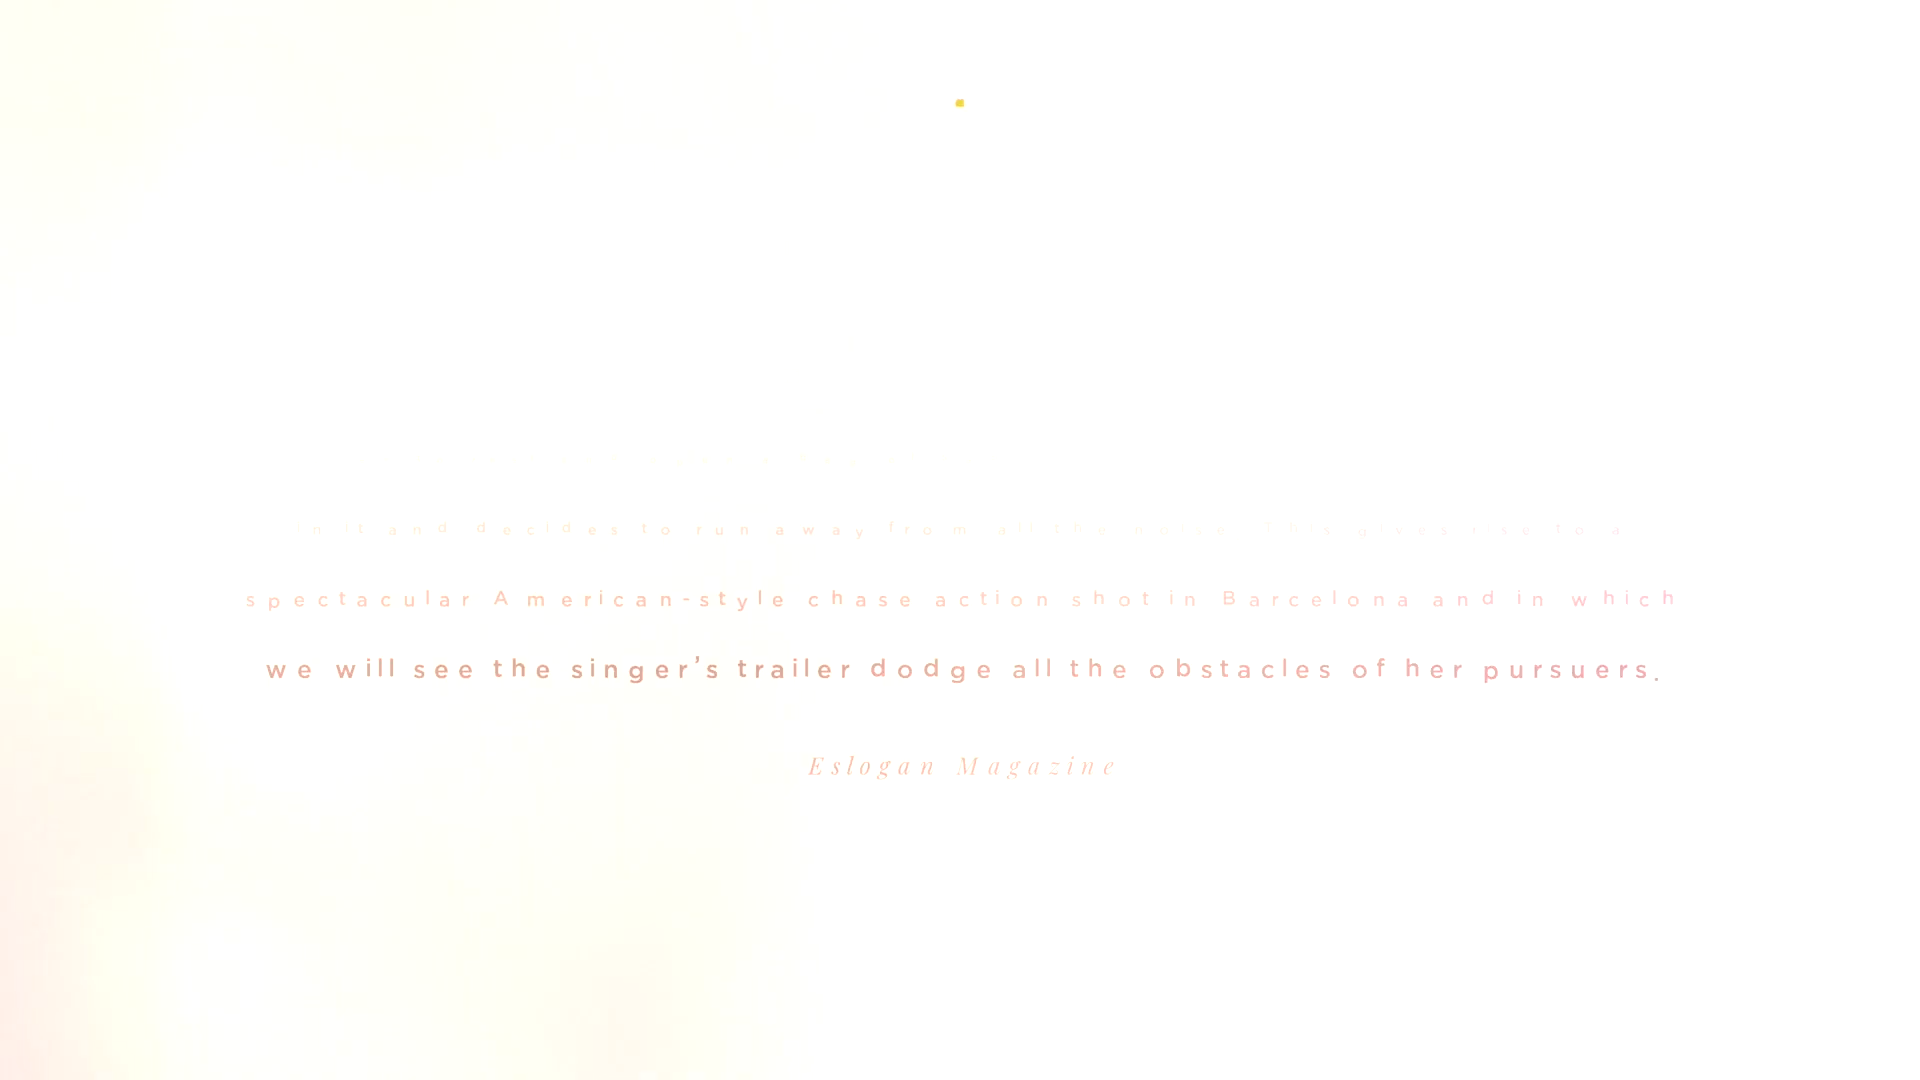 in it and decides to run away from all the noise. This gives rise to a
spectacular American-style chase action shot in Barcelona and in which
we will see the singer’s trailer dodge all the obstacles of her pursuers.
Eslogan Magazine